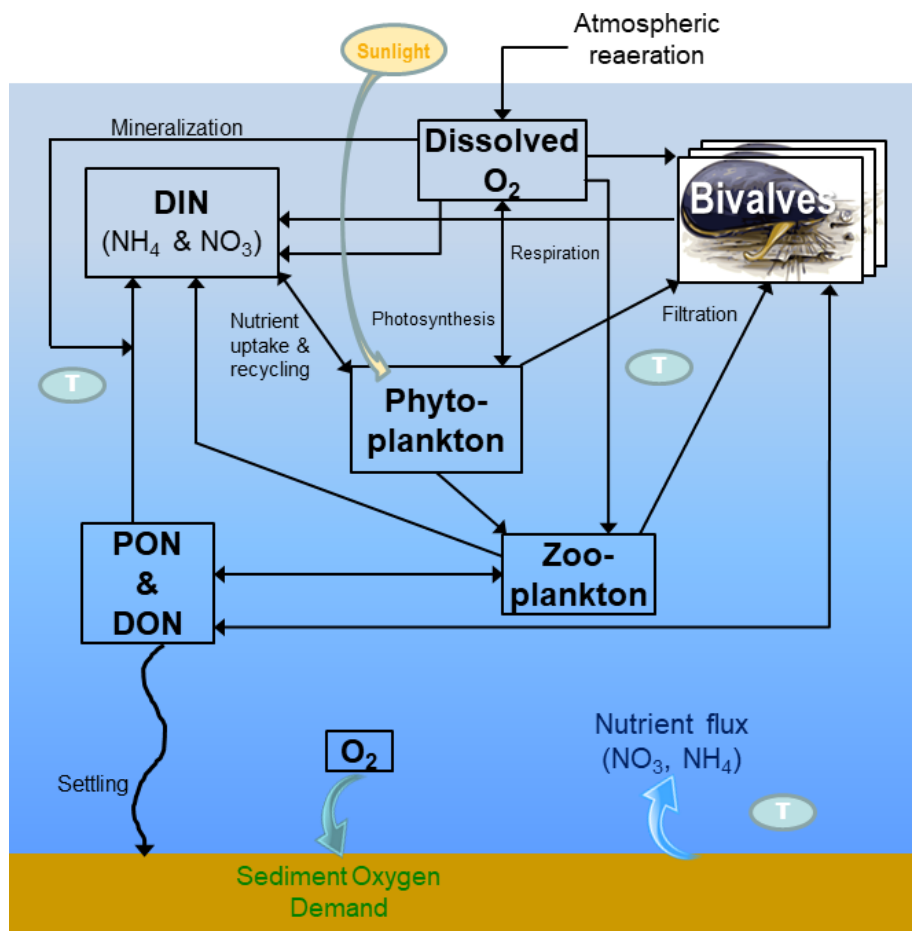 Atmospheric
reaeration
Sunlight
Mineralization
Dissolved
O₂
Bivalves
DIN
(NH₄ & NO₃)
Respiration
Photosynthesis
Filtration
Nutrient
uptake &
recycling
T
T
Phyto-
plankton
PON
&
DON
Zoo-
plankton
Settling
O₂
Nutrient flux
(NO₃, NH₄)
T
Sediment Oxygen
Demand